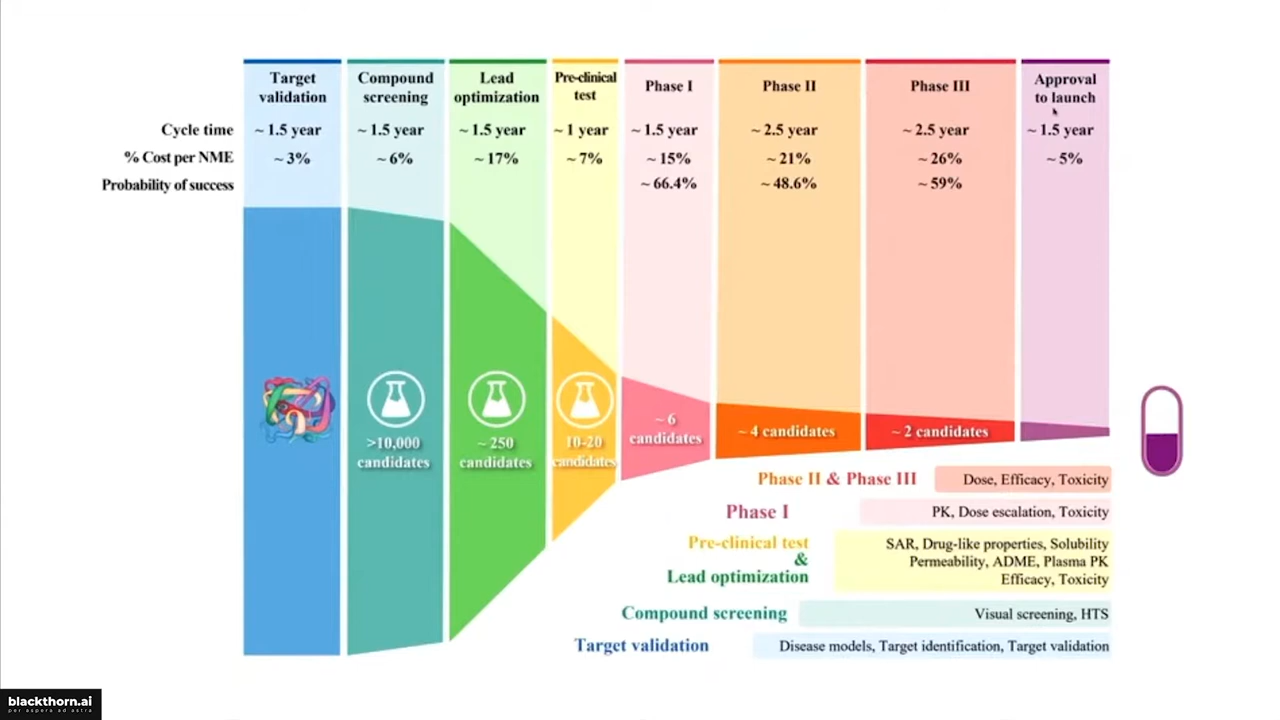 Target
validation
Compound
screening
Lead
optimization
Pre-clinical
test
Phase I
Phase II
Phase III
Approval
to launch
Cycle time ~ 1.5 year ~ 1.5 year ~ 1.5 year ~ 1 year ~ 1.5 year ~ 2.5 year ~ 2.5 year ~ 1.5 year
% Cost per NME ~ 3% ~ 6% ~ 17% ~ 7% ~ 15% ~ 21% ~ 26% ~ 5%
Probability of success ~ 66.4% ~ 48.6% ~ 59%
>10,000
candidates
~ 250
candidates
10-20
candidates
~ 6
candidates
~ 4 candidates
~ 2 candidates
Phase II & Phase III Dose, Efficacy, Toxicity
Phase I PK, Dose escalation, Toxicity
Pre-clinical test
&
Lead optimization
SAR, Drug-like properties, Solubility
Permeability, ADME, Plasma PK
Efficacy, Toxicity
Compound screening Visual screening, HTS
Target validation Disease models, Target identification, Target validation
blackthorn.ai
per aspera ad astra